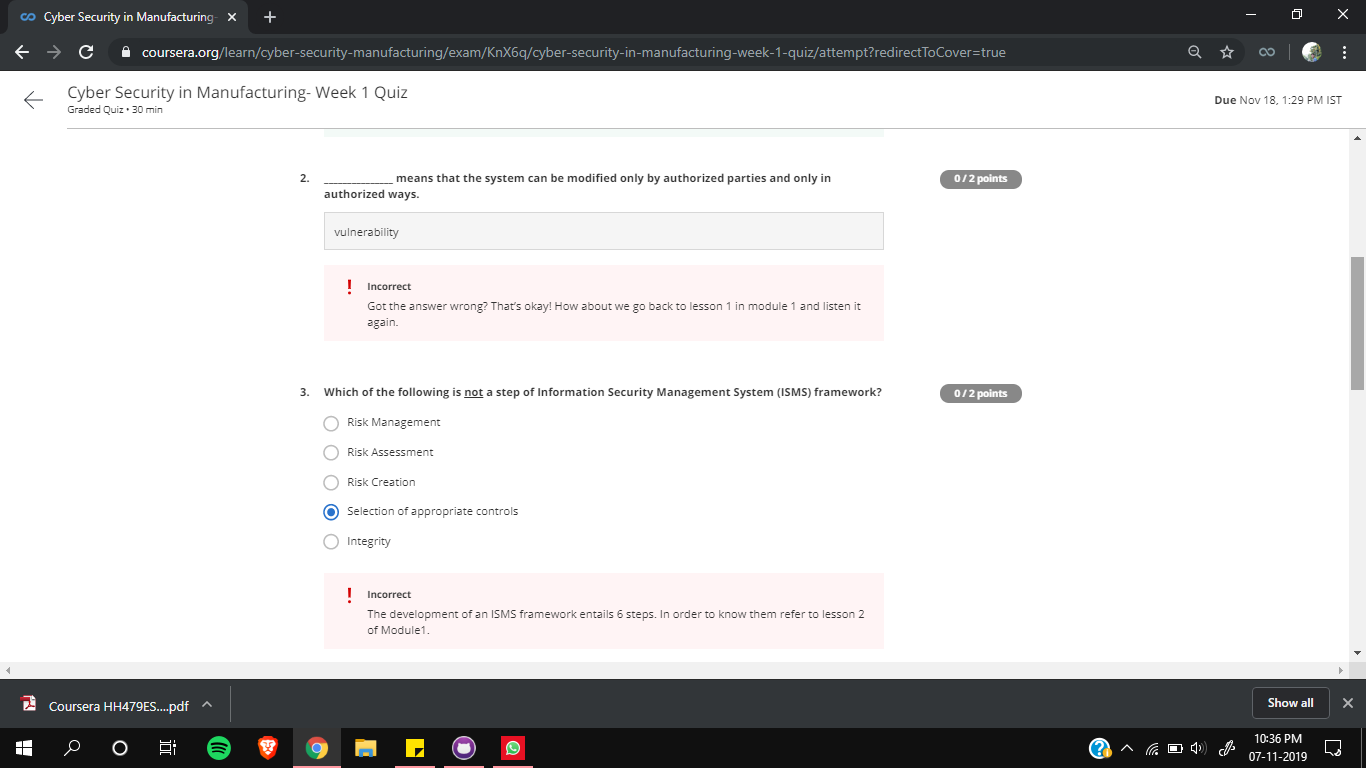 Cyber Security in Manufacturing-
coursera.org/learn/cyber-security-manufacturing/exam/KnX6q/cyber-security-in-manufacturing-week-1-quiz/attempt?redirectToCover=true
Cyber Security in Manufacturing- Week 1 Quiz
Graded Quiz • 30 min
Due Nov 18, 1:29 PM IST
2. ______________ means that the system can be modified only by authorized parties and only in
authorized ways.
0 / 2 points
vulnerability
! Incorrect
Got the answer wrong? That's okay! How about we go back to lesson 1 in module 1 and listen it
again.
3. Which of the following is not a step of Information Security Management System (ISMS) framework?
0 / 2 points
Risk Management
Risk Assessment
Risk Creation
Selection of appropriate controls
Integrity
! Incorrect
The development of an ISMS framework entails 6 steps. In order to know them refer to lesson 2
of Module1.
Coursera HH479ES....pdf
Show all
10:36 PM
07-11-2019